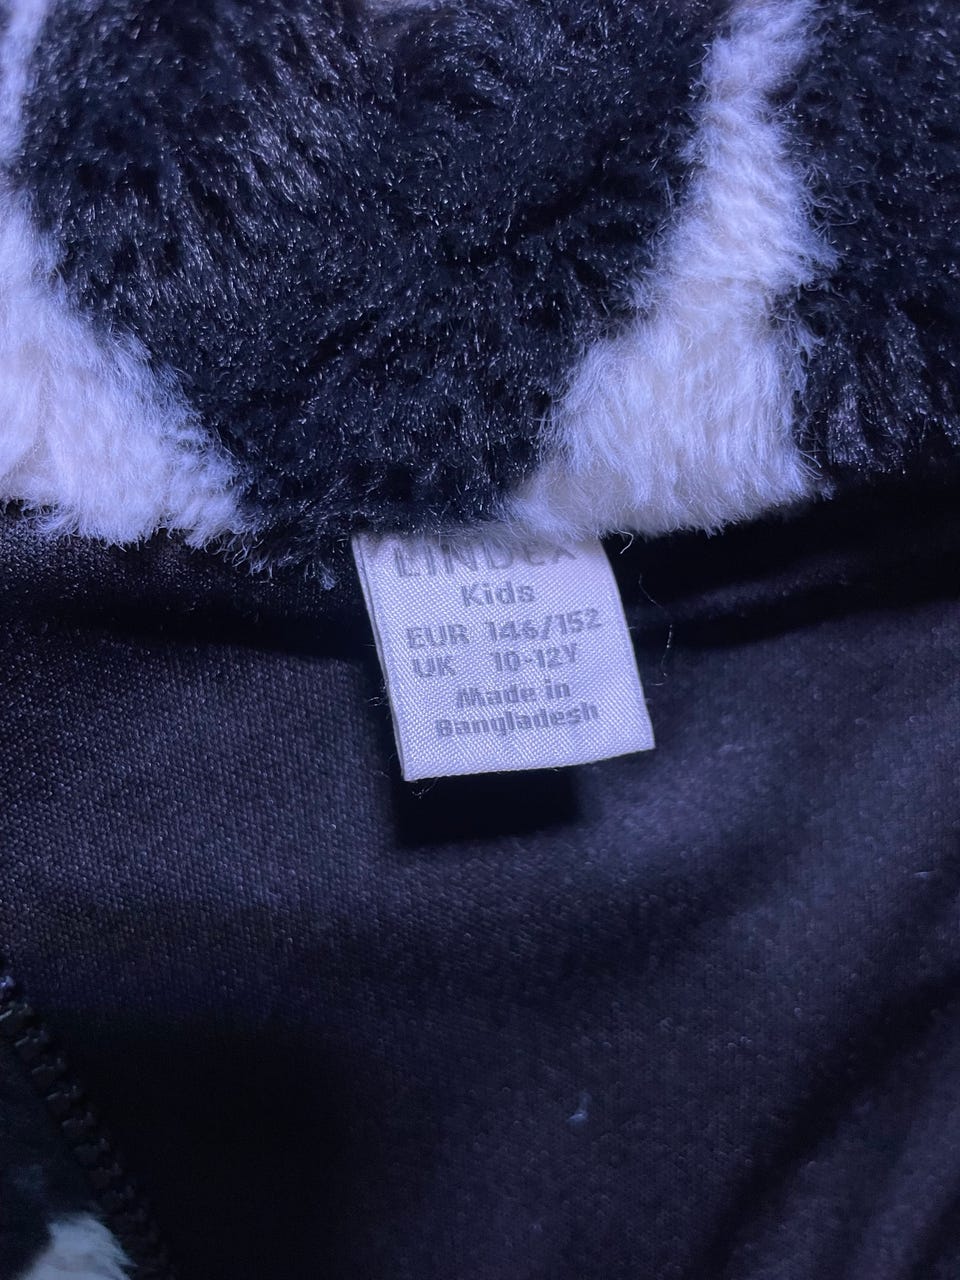 LINDEX
Kids
EUR 146/152
UK 10-12Y
Made in
Bangladesh